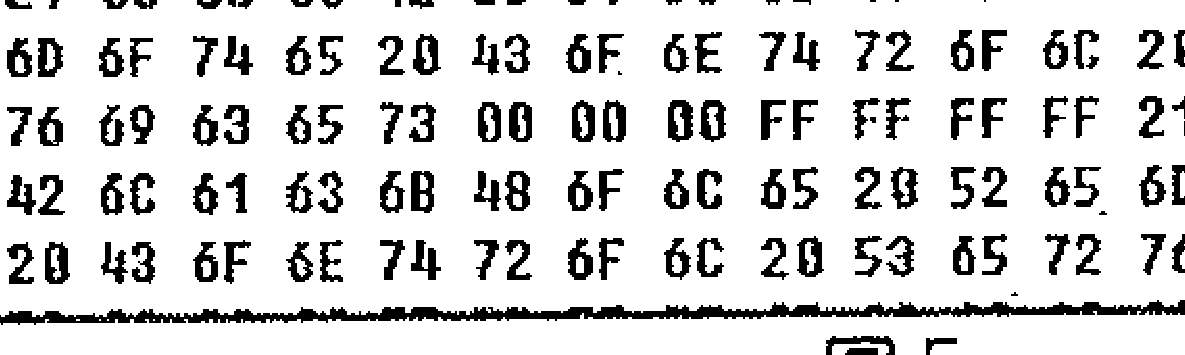 6D 6F 74 65 20 43 6F 6E 74 72 6F 6C
76 69 63 65 73 00 00 00 FF FF FF FF 21
42 6C 61 63 6B 48 6F 6C 65 20 52 65
20 43 6F 6E 74 72 6F 6C 20 53 65 72